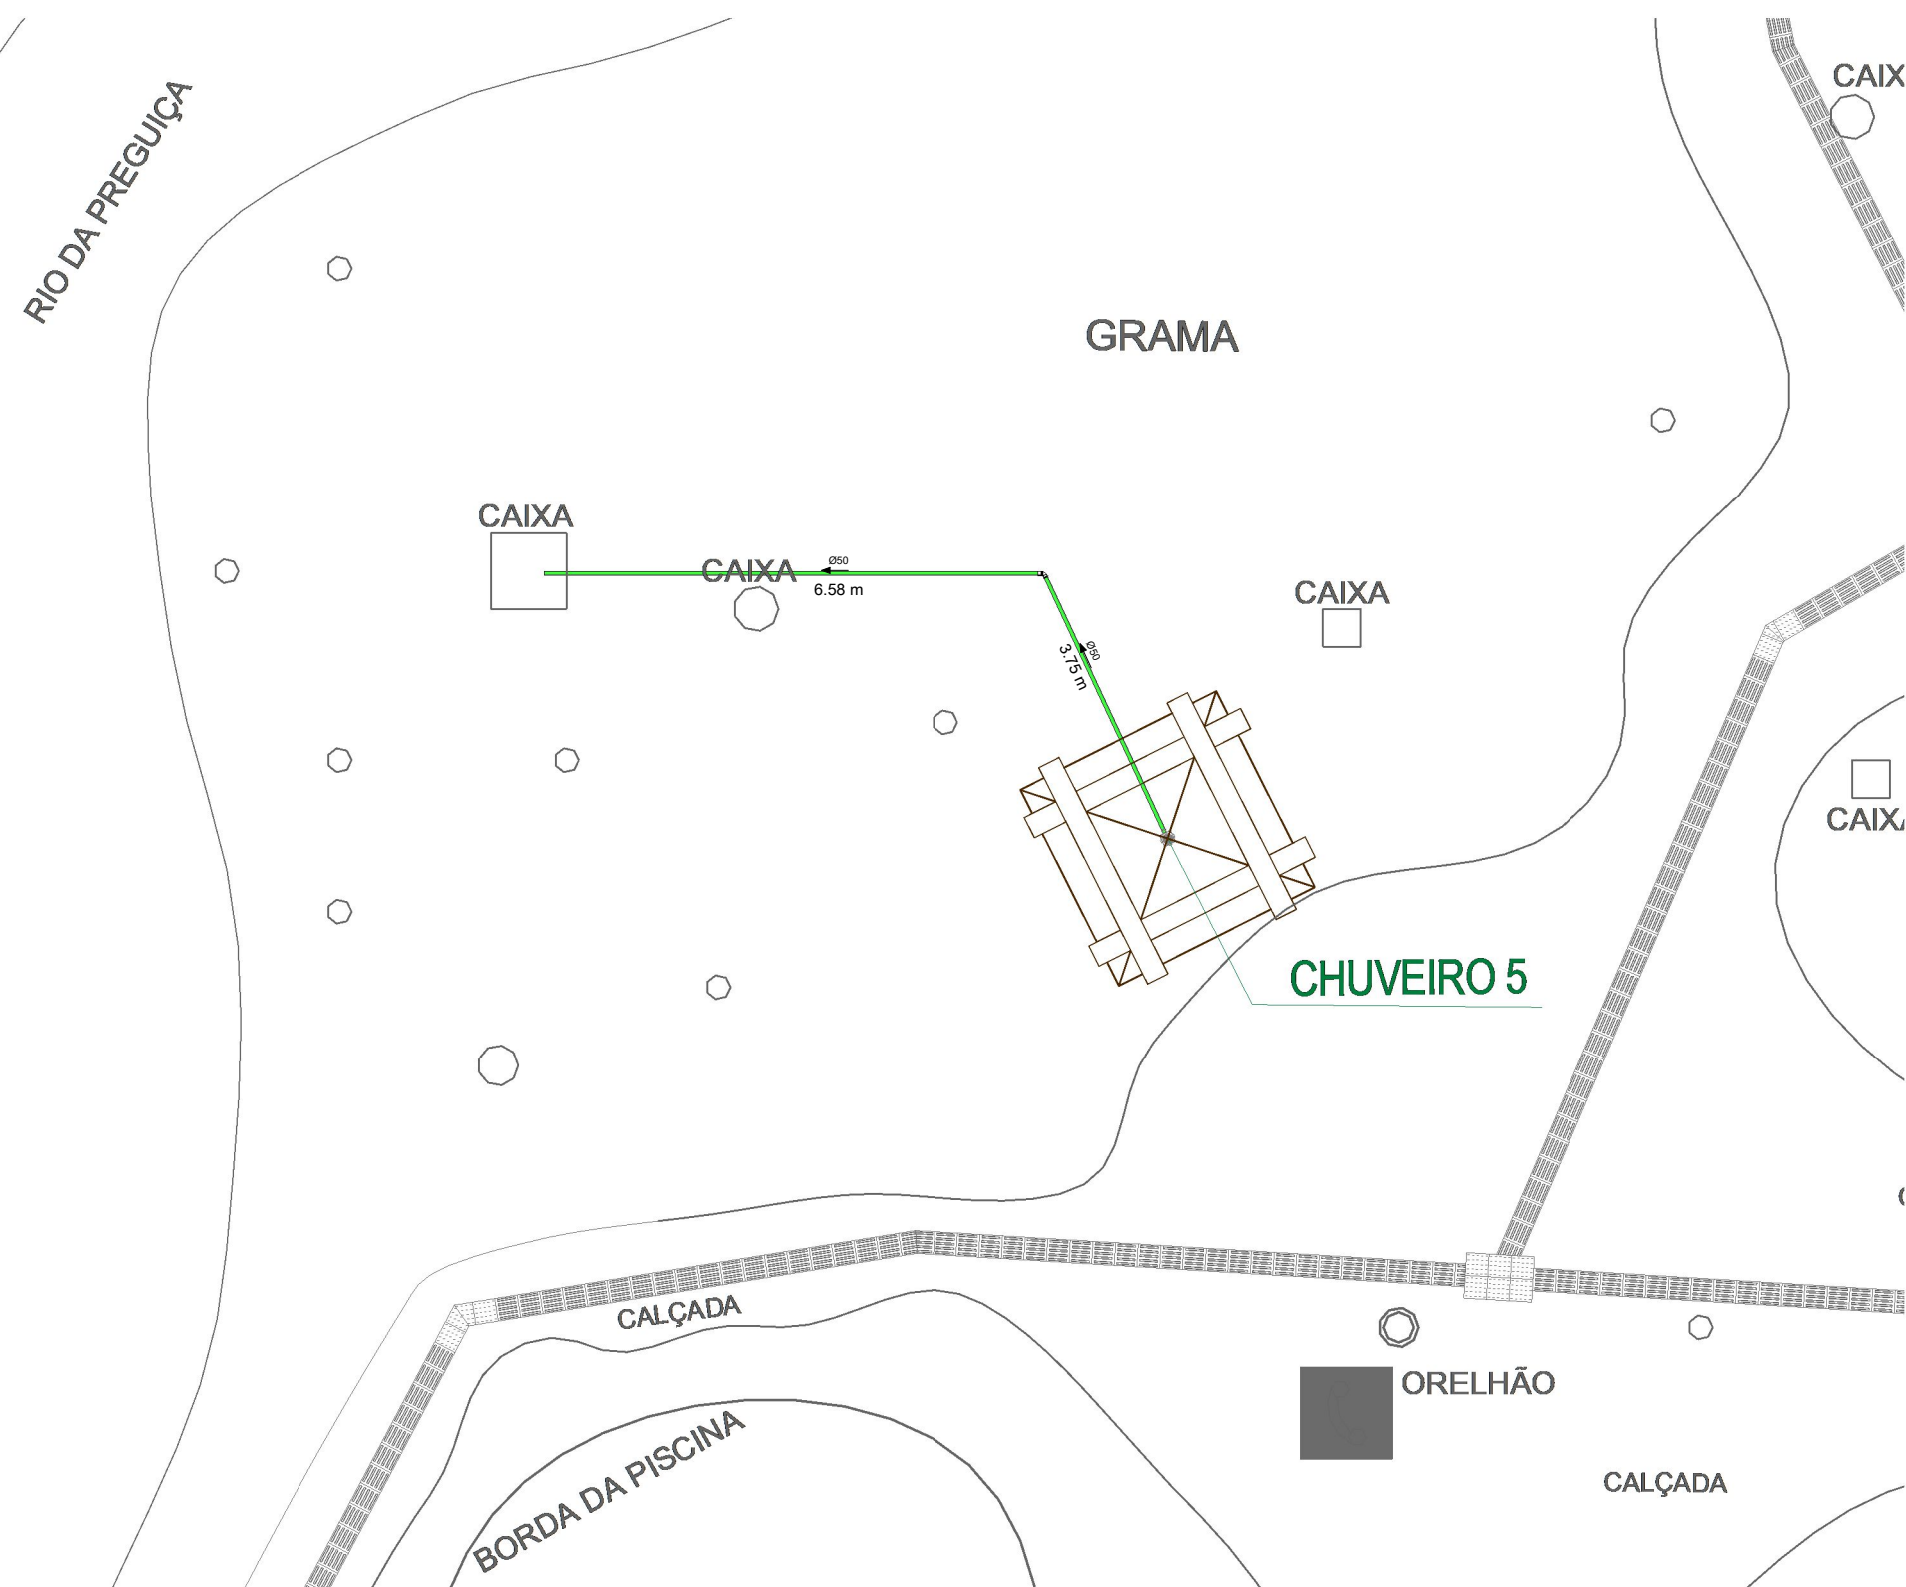 CAIX
RIO DA PREGUIÇA
GRAMA
CAIXA
CAIXA
Ø50
6.58 m
CAIXA
Ø50
3.75 m
CAIX
CHUVEIRO 5
CALÇADA
ORELHÃO
BORDA DA PISCINA
CALÇADA